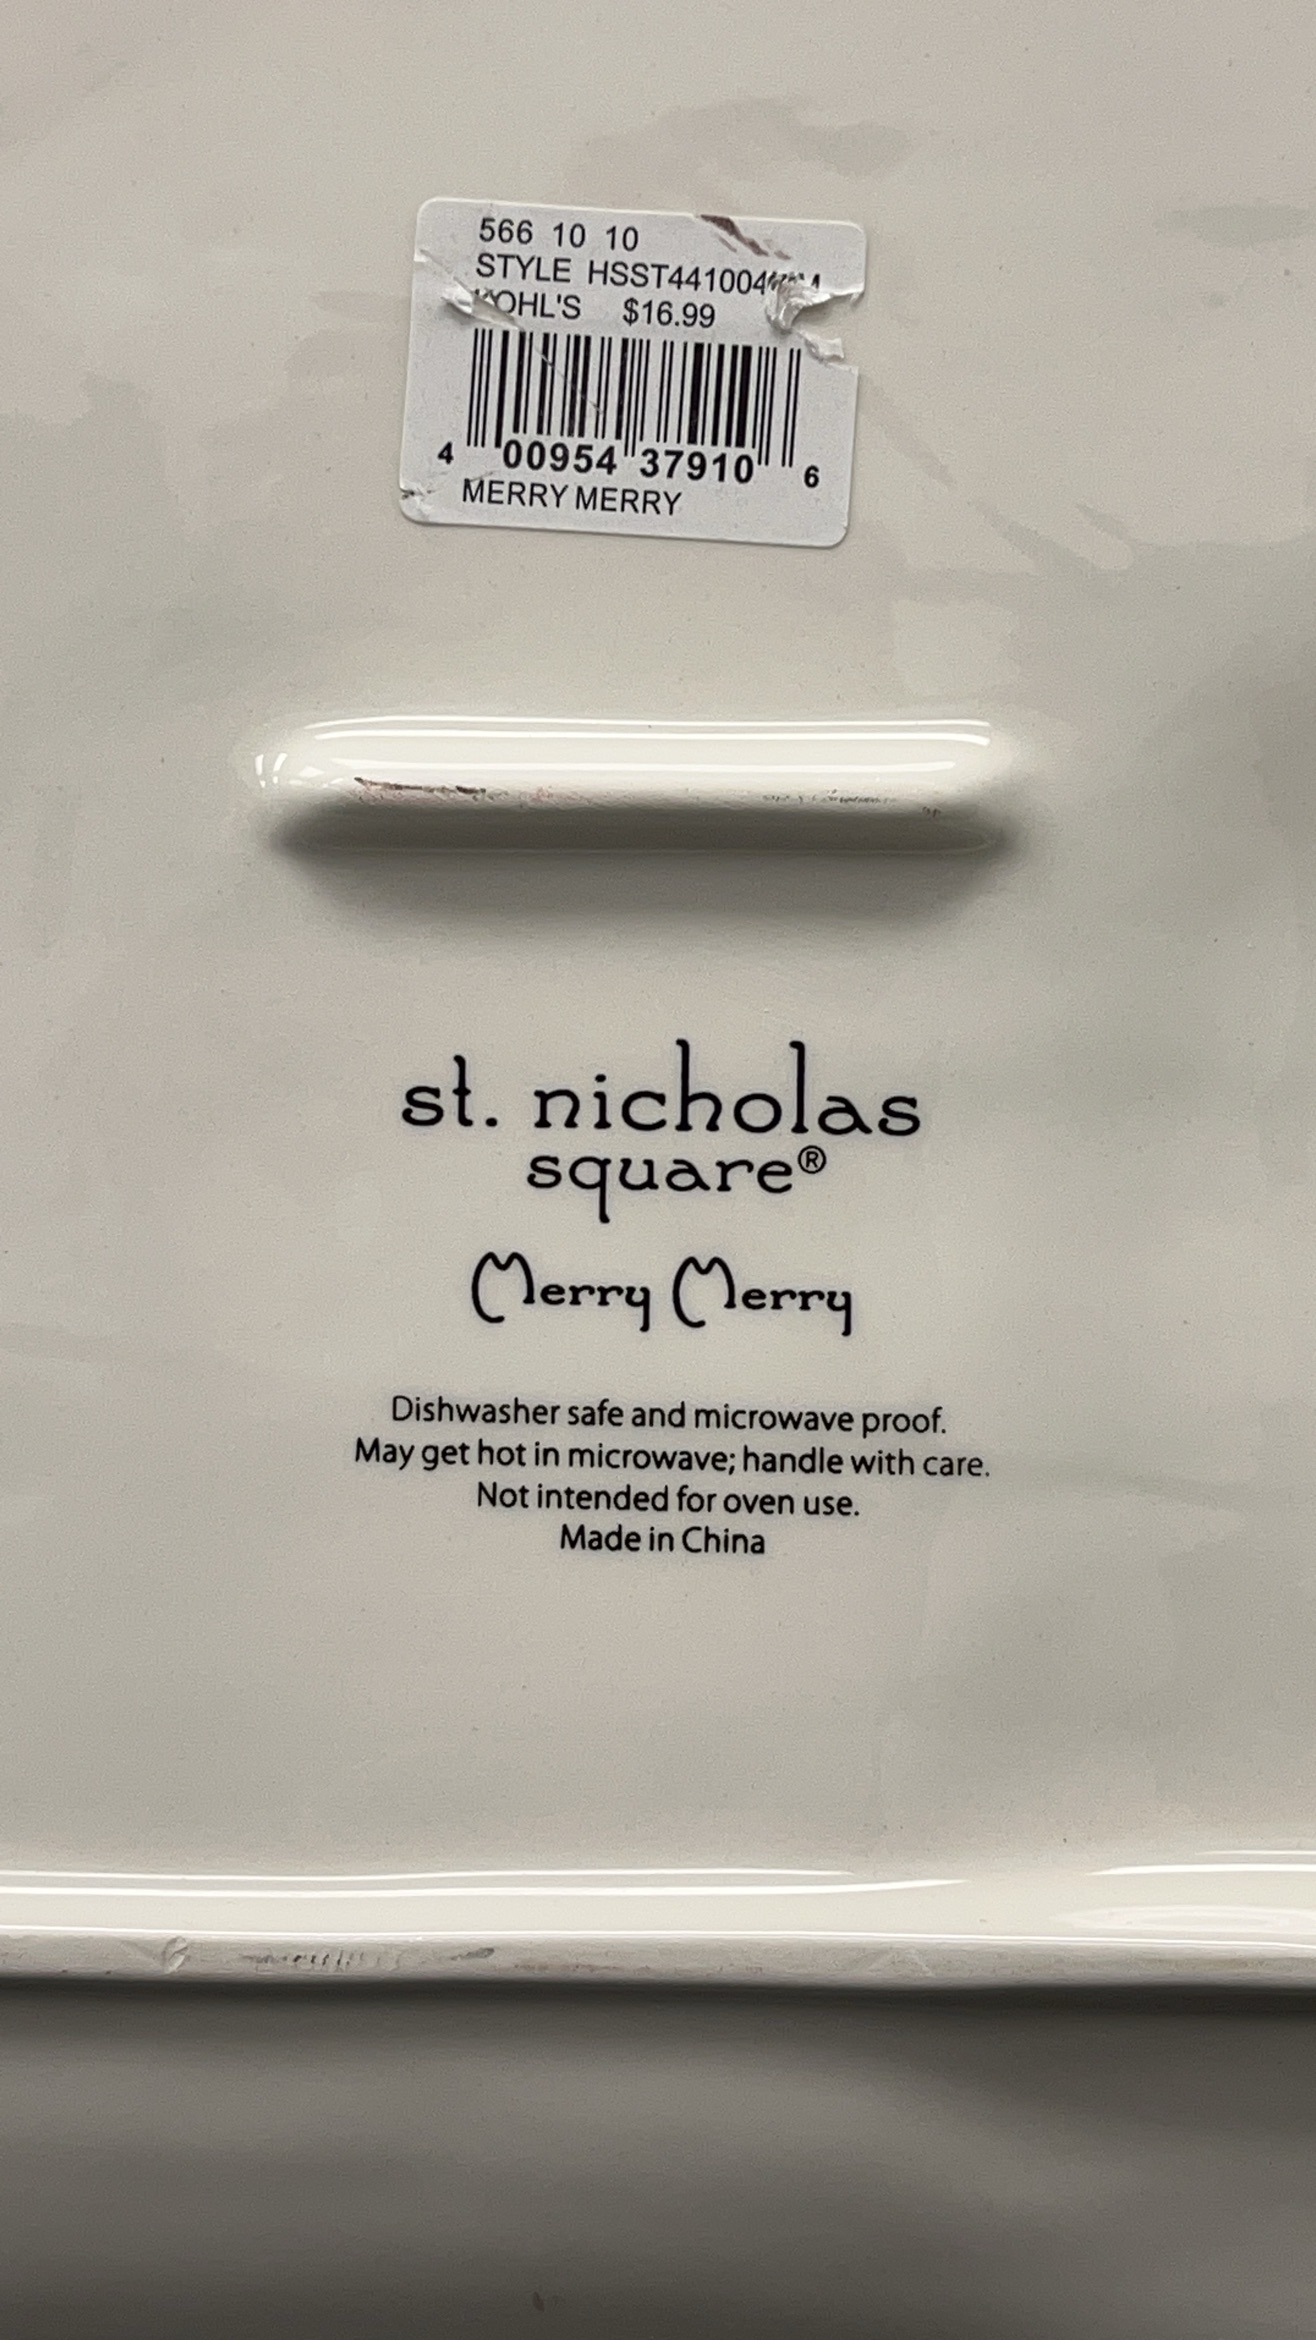 566 10 10
STYLE
KOHL'S $16.99
4 00954 37910 6
MERRY MERRY
st. nicholas
square®
Merry Merry
Dishwasher safe and microwave proof.
May get hot in microwave; handle with care.
Not intended for oven use.
Made in China